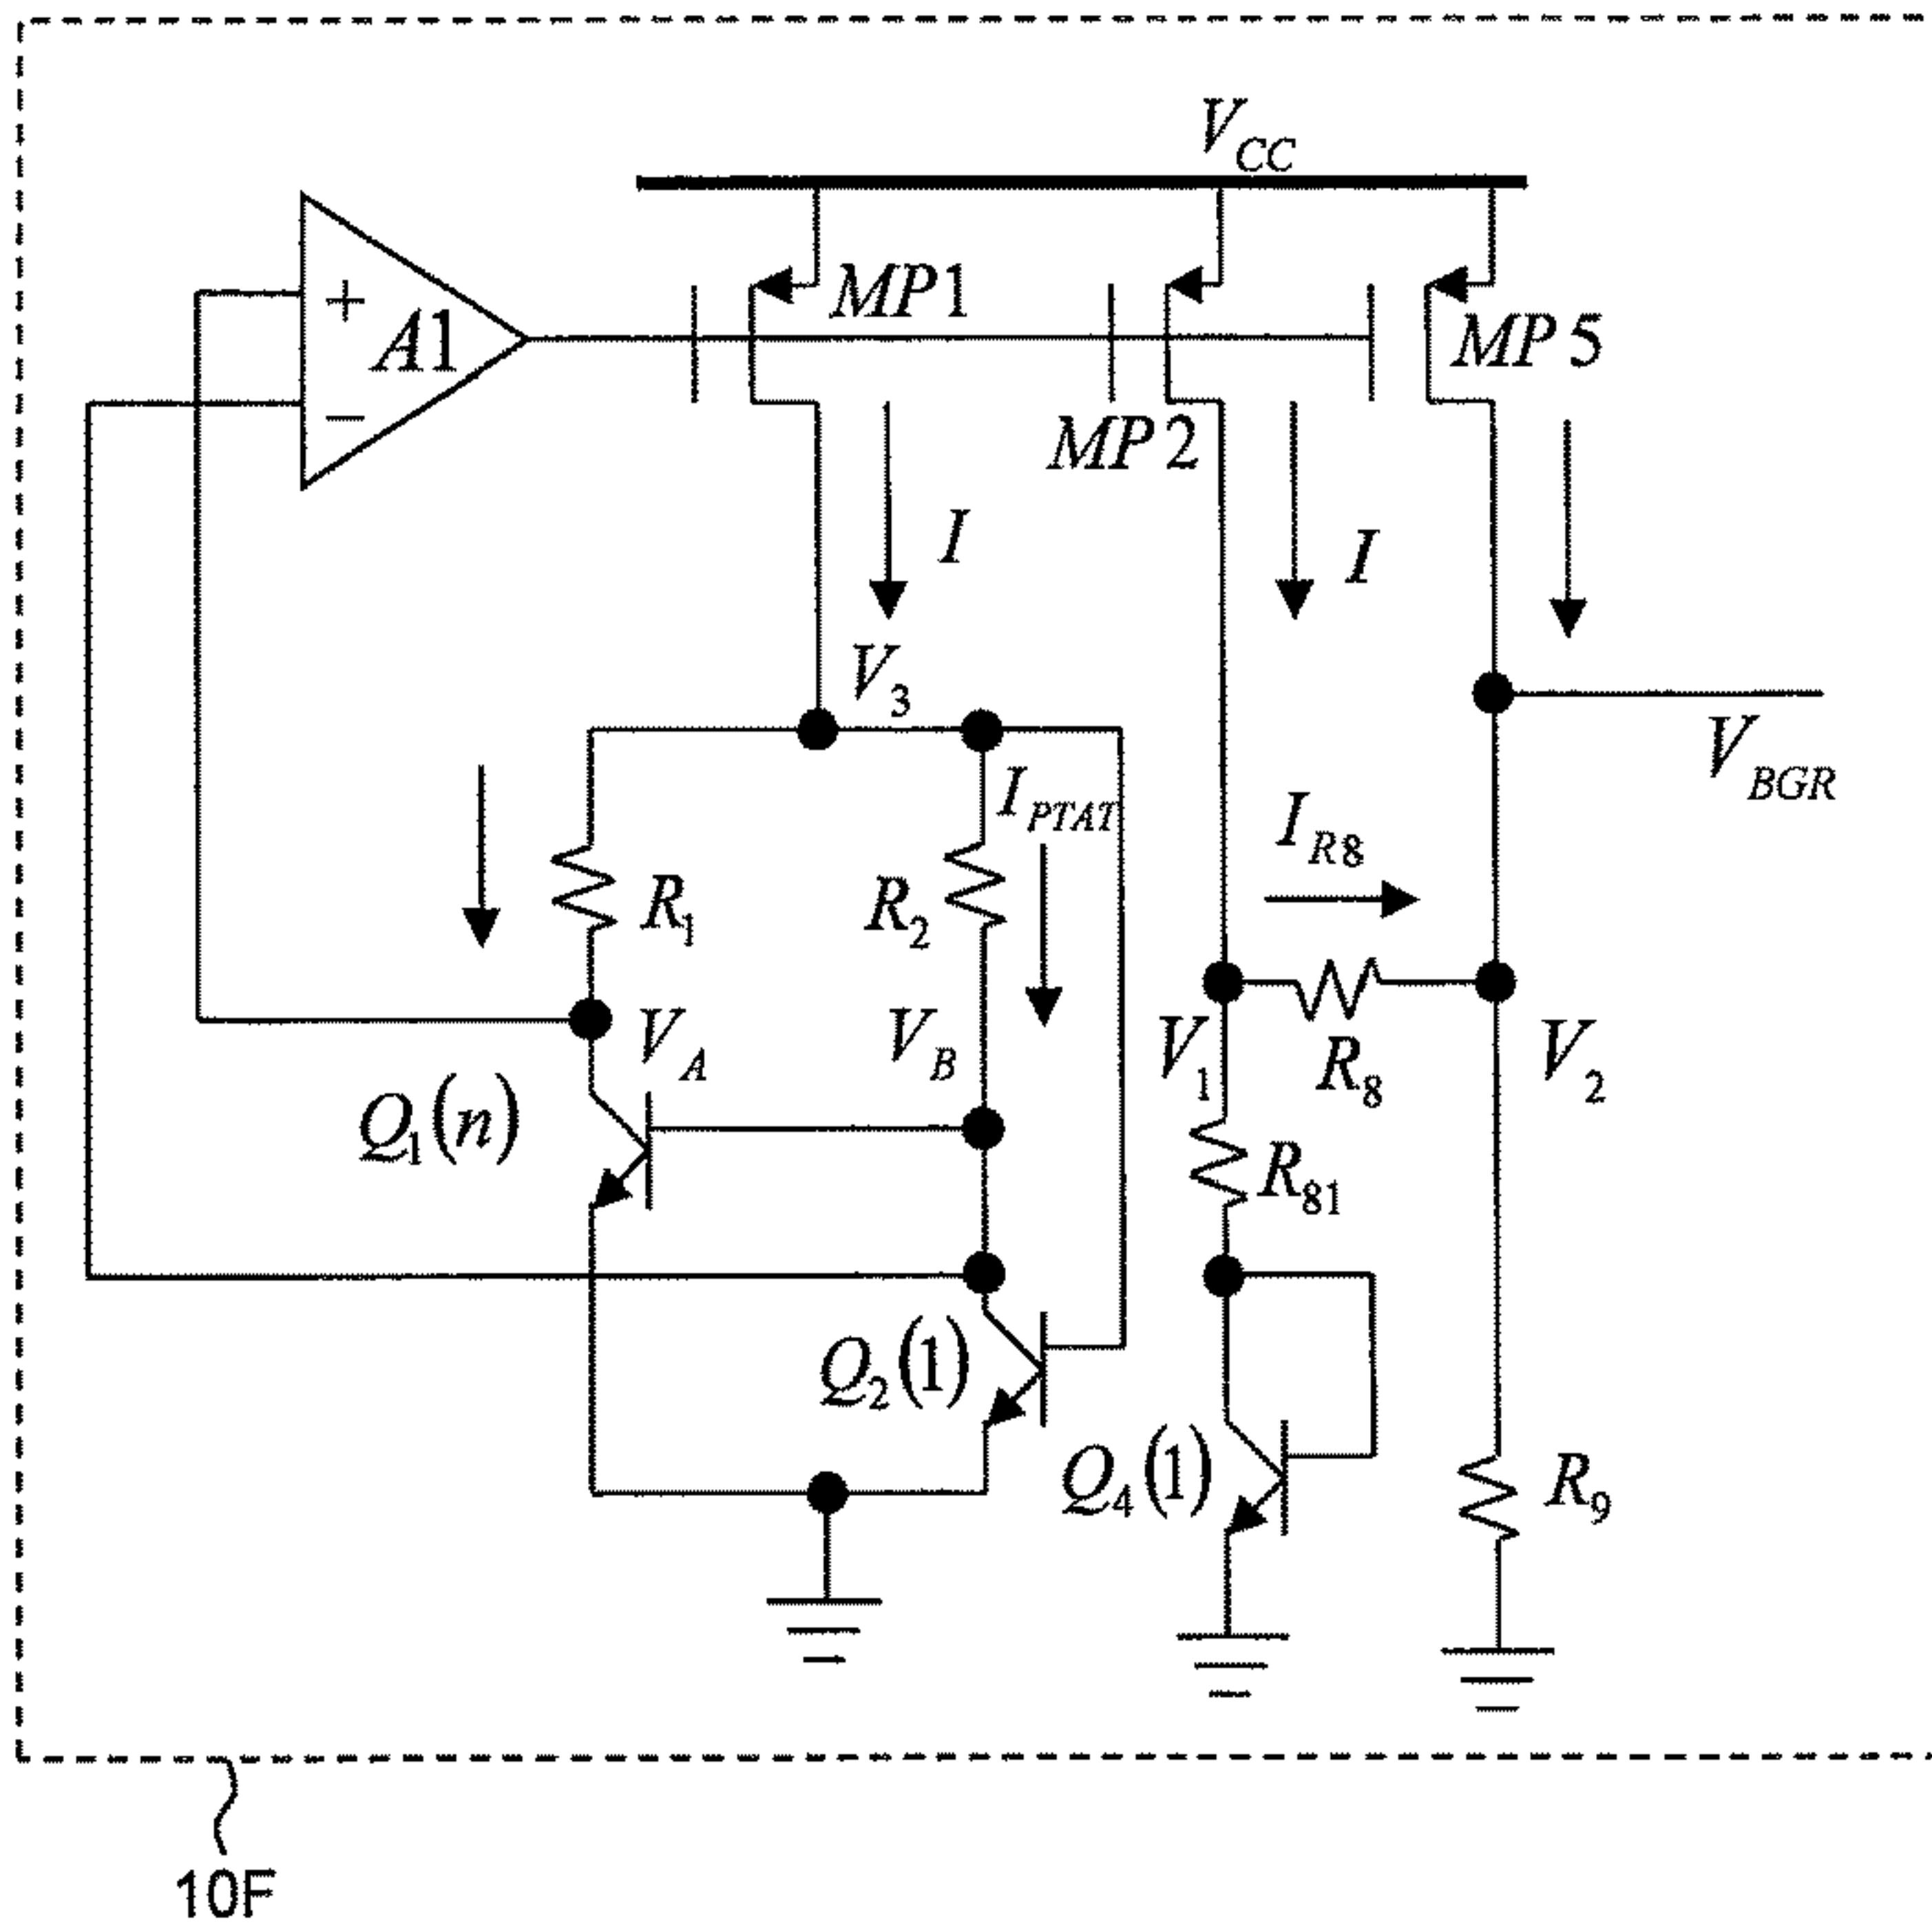 V_CC
+
A1
−
MP1
MP2
MP5
I
I
V_3
V_BGR
I_PTAT
I_R8
R_1
R_2
V_A
V_B
V_1
R_8
V_2
Q_1(n)
R_81
Q_2(1)
Q_4(1)
R_9
10F